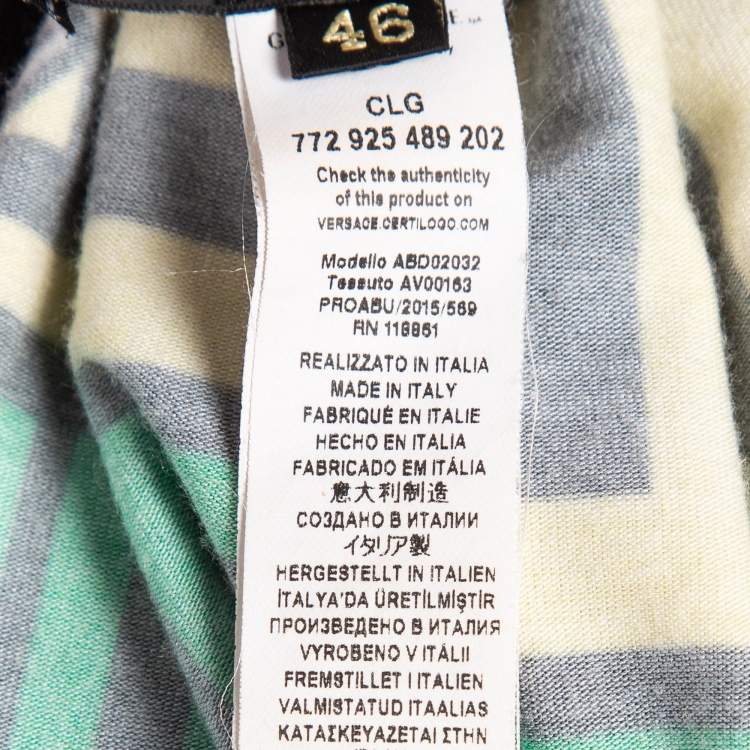 46
CLG
772 925 489 202
Check the authenticity
of this product on
VERSACE.CERTILOGO.COM
Modello ABD02032
Tessuto AV00163
PROABU/2015/569
RN 118861
REALIZZATO IN ITALIA
MADE IN ITALY
FABRIQUÉ EN ITALIE
HECHO EN ITALIA
FABRICADO EM ITÁLIA
意大利制造
СОЗДАНО В ИТАЛИИ
イタリア製
HERGESTELLT IN ITALIEN
İTALYA'DA ÜRETİLMİŞTİR
ПРОИЗВЕДЕНО В ИТАЛИЯ
VYROBENO V ITÁLII
FREMSTILLET I ITALIEN
VALMISTATUD ITAALIAS
ΚΑΤΑΣΚΕΥΑΖΕΤΑΙ ΣΤΗΝ